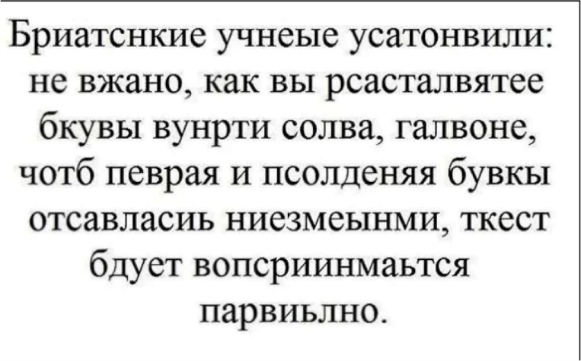 Бриатснкие учнеые усатонвили:
не вжано, как вы рсасталвятее
бкувы вунрти солва, галвоне,
чотб певрая и псолденяя бувкы
отсавласиь ниезмеынми, ткест
бдует вопсриинмаьтся
парвиьлно.